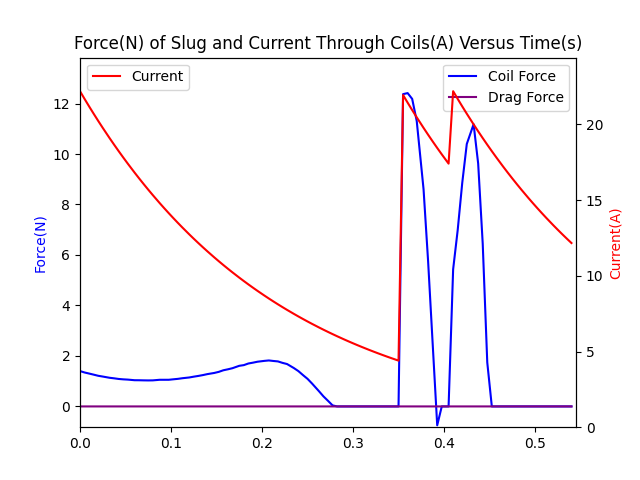 Force(N) of Slug and Current Through Coils(A) Versus Time(s)
Current
Coil Force
Drag Force
Force(N)
12
10
8
6
4
2
0
20
15
10
5
0
Current(A)
0.0 0.1 0.2 0.3 0.4 0.5